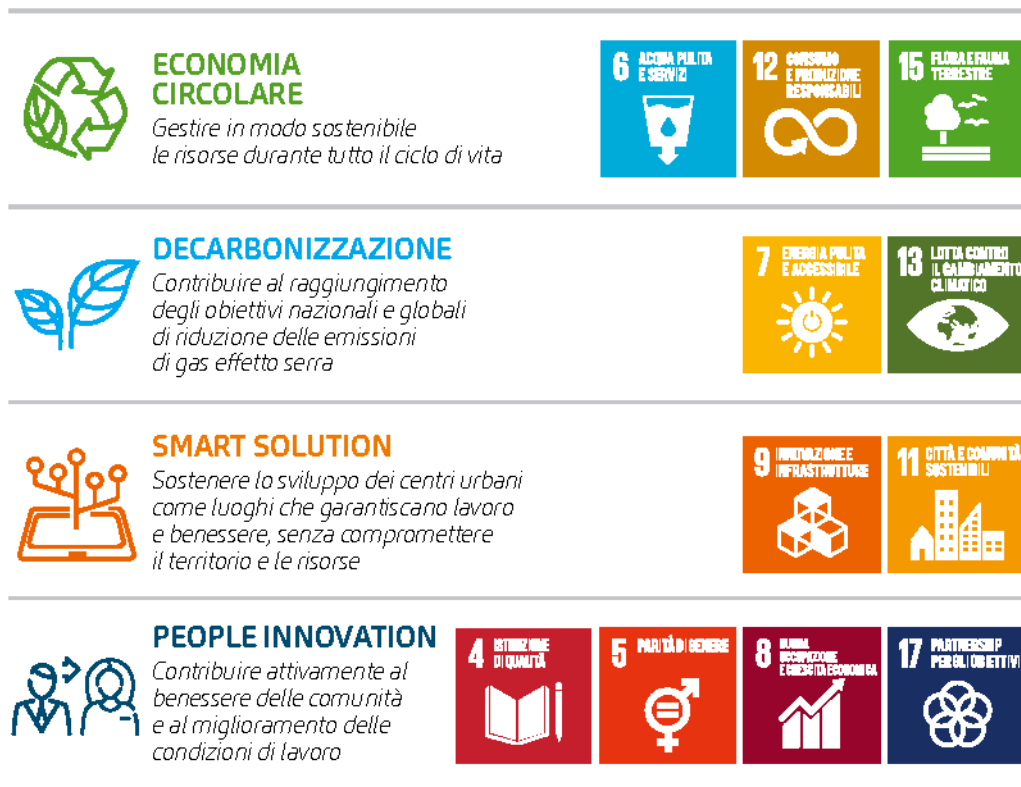 ECONOMIA
CIRCOLARE
Gestire in modo sostenibile
le risorse durante tutto il ciclo di vita
6 ACQUA PULITA
E SERVIZI
12 CONSUMO
E PRODUZIONE
RESPONSABILI
15 FLORA E FAUNA
TERRESTRE
DECARBONIZZAZIONE
Contribuire al raggiungimento
degli obiettivi nazionali e globali
di riduzione delle emissioni
di gas effetto serra
7 ENERGIA PULITA
E ACCESSIBILE
13 LOTTA CONTRO
IL CAMBIAMENTO
CLIMATICO
SMART SOLUTION
Sostenere lo sviluppo dei centri urbani
come luoghi che garantiscano lavoro
e benessere, senza compromettere
il territorio e le risorse
9 INNOVAZIONE E
INFRASTRUTTURE
11 CITTÀ E COMUNITÀ
SOSTENIBILI
PEOPLE INNOVATION
Contribuire attivamente al
benessere delle comunità
e al miglioramento delle
condizioni di lavoro
4 ISTRUZIONE
DI QUALITÀ
5 PARITÀ DI GENERE
8 BUONA
OCCUPAZIONE
E CRESCITA ECONOMICA
17 PARTNERSHIP
PER GLI OBIETTIVI